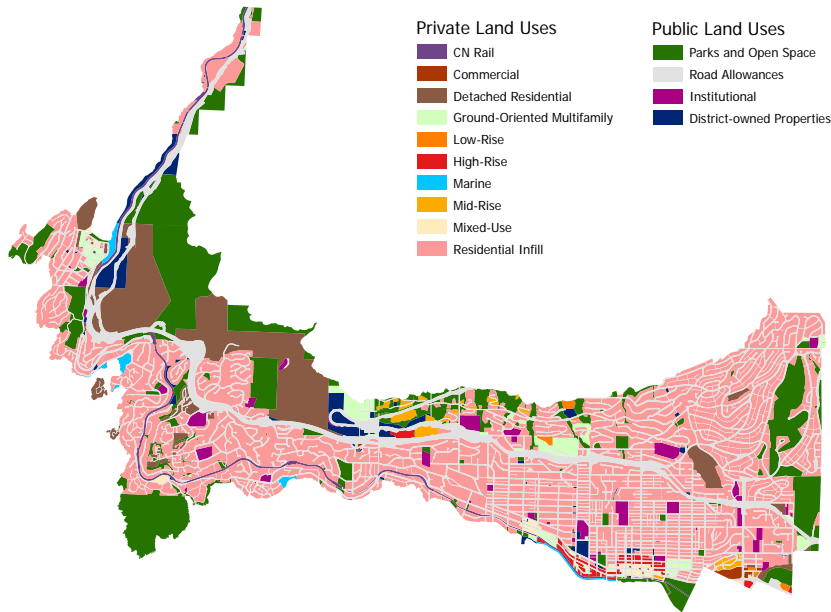 Private Land Uses
CN Rail
Commercial
Detached Residential
Ground-Oriented Multifamily
Low-Rise
High-Rise
Marine
Mid-Rise
Mixed-Use
Residential Infill
Public Land Uses
Parks and Open Space
Road Allowances
Institutional
District-owned Properties